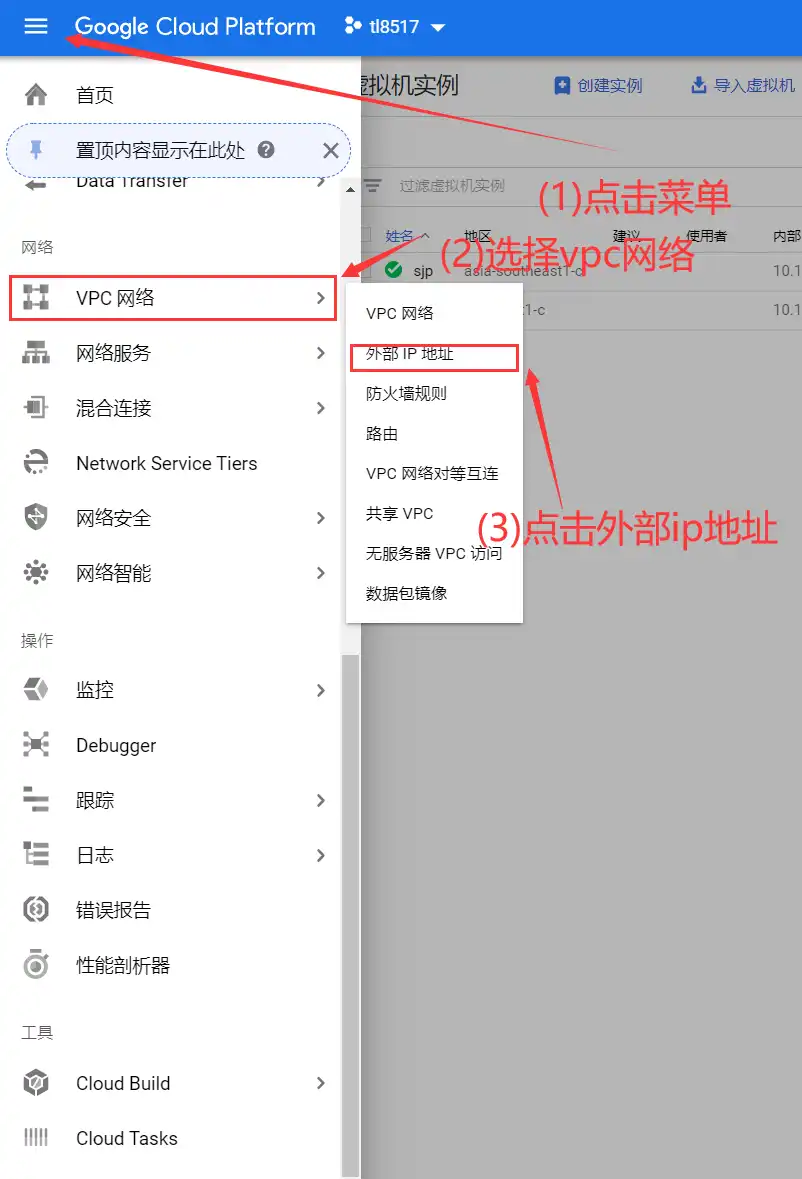 Google Cloud Platform
tl8517
首页
置顶内容显示在此处
Data Transfer
网络
VPC 网络
网络服务
混合连接
Network Service Tiers
网络安全
网络智能
操作
监控
Debugger
跟踪
日志
错误报告
性能剖析器
工具
Cloud Build
Cloud Tasks
虚拟机实例
创建实例
导入虚拟机
过滤虚拟机实例
(1)点击菜单
姓名 地区 建议 使用者 内部
(2)选择vpc网络
sjp asia-southeast1-c 10.1
t1-c 10.1
VPC 网络
外部 IP 地址
防火墙规则
路由
VPC 网络对等互连
共享 VPC
(3)点击外部ip地址
无服务器 VPC 访问
数据包镜像